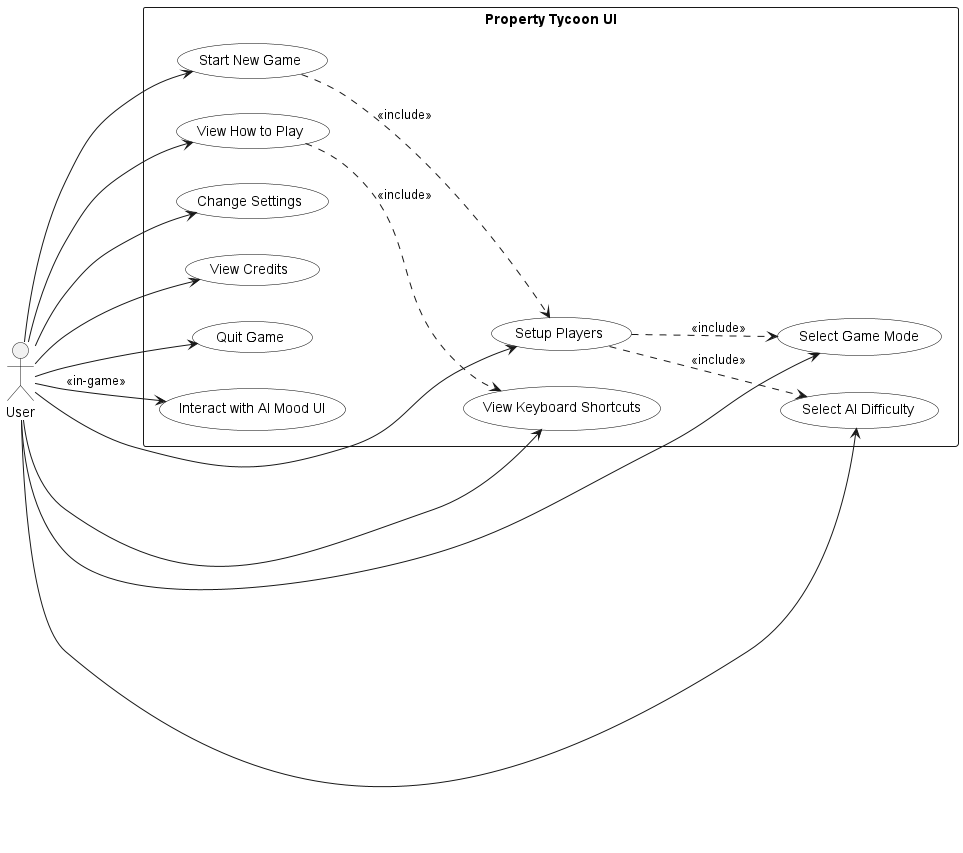 Property Tycoon UI
Start New Game
«include»
View How to Play
«include»
Change Settings
View Credits
Quit Game
Setup Players
«include»
Select Game Mode
«include»
«in-game»
Interact with AI Mood UI
View Keyboard Shortcuts
Select AI Difficulty
User